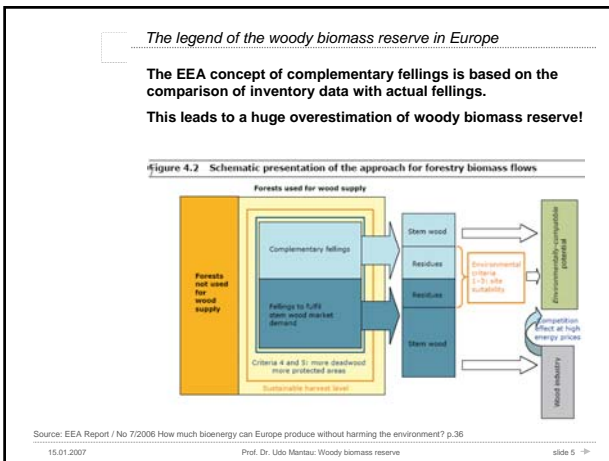 The legend of the woody biomass reserve in Europe
The EEA concept of complementary fellings is based on the
comparison of inventory data with actual fellings.
This leads to a huge overestimation of woody biomass reserve!
Figure 4.2 Schematic presentation of the approach for forestry biomass flows
Forests used for wood supply
Forests
not used
for
wood
supply
Complementary fellings
Fellings to fulfil
stem wood market
demand
Criteria 4 and 5: more deadwood
more protected areas
Sustainable harvest level
Stem wood
Residues
Residues
Stem wood
Environmental
criteria
1–3: site
suitability
Environmentally-compatible
potential
Competition
effect at high
energy prices
Wood industry
Source: EEA Report / No 7/2006 How much bioenergy can Europe produce without harming the environment? p.36
15.01.2007
Prof. Dr. Udo Mantau: Woody biomass reserve
slide 5